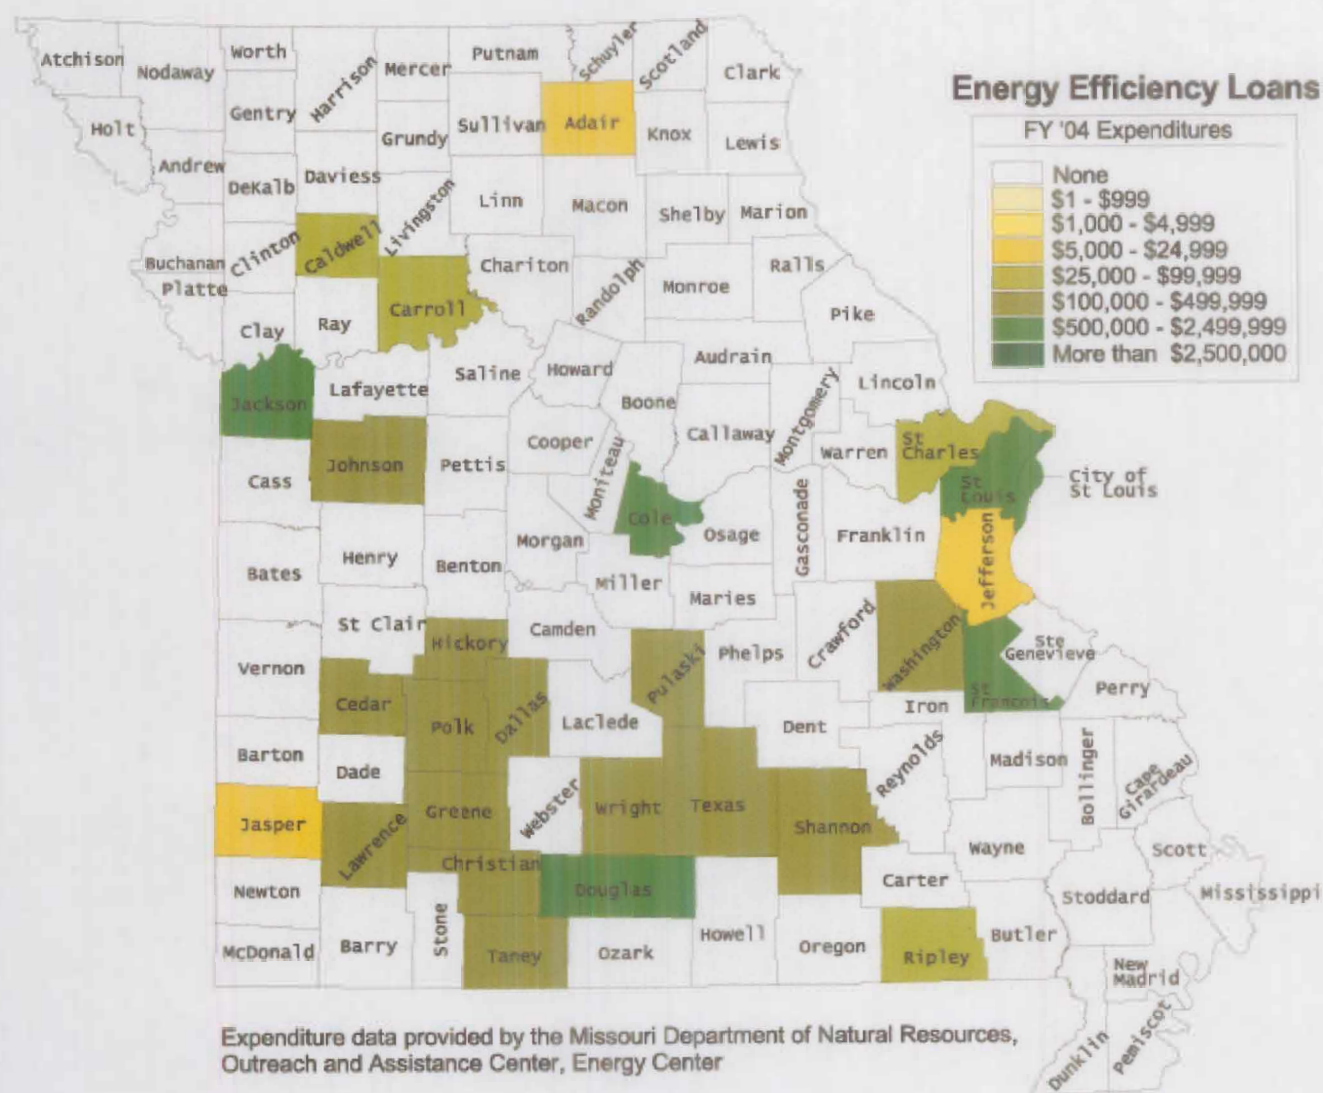 Energy Efficiency Loans
FY '04 Expenditures
None
$1 - $999
$1,000 - $4,999
$5,000 - $24,999
$25,000 - $99,999
$100,000 - $499,999
$500,000 - $2,499,999
More than $2,500,000
Atchison
Nodaway
Worth
Harrison
Mercer
Putnam
Schuyler
Scotland
Clark
Holt
Gentry
Grundy
Sullivan
Adair
Knox
Lewis
Andrew
DeKalb
Daviess
Livingston
Linn
Macon
Shelby
Marion
Buchanan
Clinton
Caldwell
Chariton
Randolph
Monroe
Ralls
Platte
Clay
Ray
Carroll
Pike
Audrain
Jackson
Lafayette
Saline
Howard
Boone
Callaway
Montgomery
Lincoln
Cass
Johnson
Pettis
Cooper
Moniteau
Cole
Osage
Gasconade
Warren
St
Charles
St
Louis
City of
St Louis
Franklin
Jefferson
Bates
Henry
Benton
Morgan
Miller
Maries
St Clair
Hickory
Camden
Pulaski
Phelps
Crawford
Washington
Ste
Genevieve
Vernon
Cedar
Polk
Dallas
Laclede
Dent
Iron
St
Francois
Perry
Barton
Dade
Greene
Webster
Wright
Texas
Shannon
Reynolds
Madison
Bollinger
Cape
Girardeau
Jasper
Lawrence
Christian
Douglas
Wayne
Scott
Newton
Stone
Howell
Carter
Stoddard
Mississippi
McDonald
Barry
Taney
Ozark
Oregon
Ripley
Butler
New
Madrid
Dunklin
Pemiscot
Expenditure data provided by the Missouri Department of Natural Resources,
Outreach and Assistance Center, Energy Center